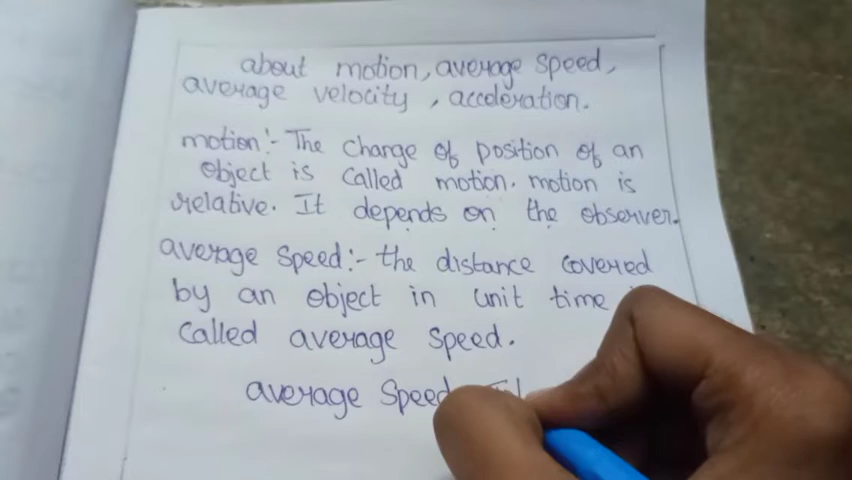 about motion, average speed,
average velocity, acceleration.
motion:- The change of position of an
object is called motion. motion is
relative. It depends on the observer.
average speed:- the distance covered
by an object in unit time
called average speed.
average speed